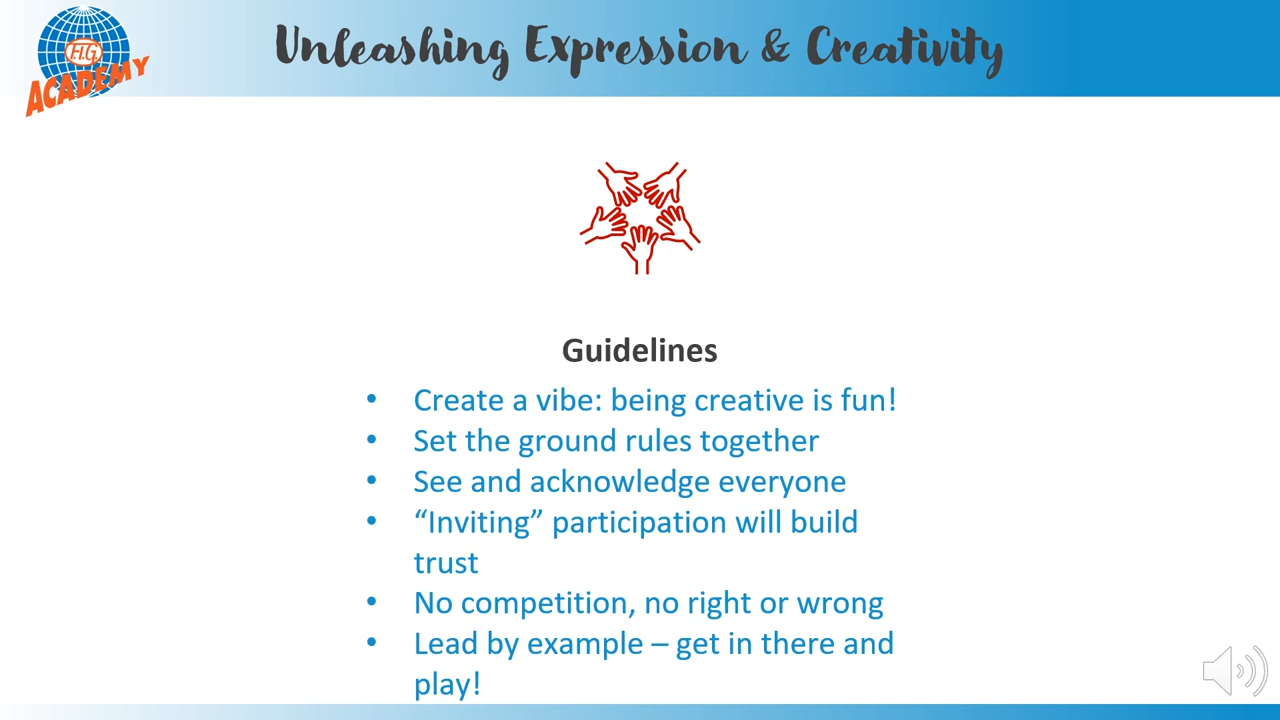 F.I.G.
ACADEMY
Unleashing Expression & Creativity
Guidelines
• Create a vibe: being creative is fun!
• Set the ground rules together
• See and acknowledge everyone
• “Inviting” participation will build
trust
• No competition, no right or wrong
• Lead by example – get in there and
play!